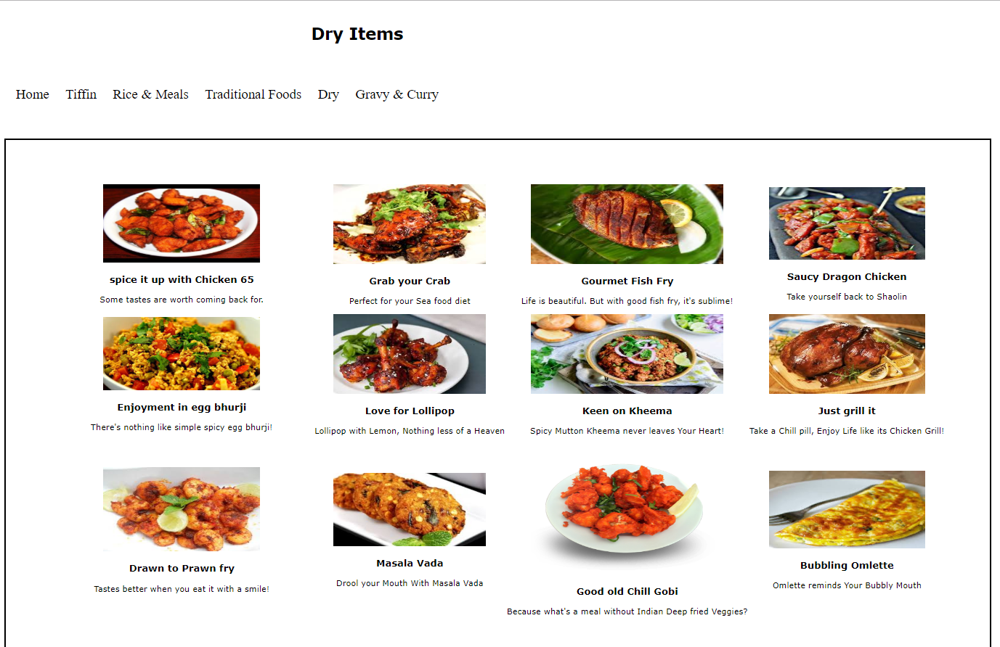 Dry Items
Home Tiffin Rice & Meals Traditional Foods Dry Gravy & Curry
spice it up with Chicken 65
Some tastes are worth coming back for.
Grab your Crab
Perfect for your Sea food diet
Gourmet Fish Fry
Life is beautiful. But with good fish fry, it's sublime!
Saucy Dragon Chicken
Take yourself back to Shaolin
Enjoyment in egg bhurji
There's nothing like simple spicy egg bhurji!
Love for Lollipop
Lollipop with Lemon, Nothing less of a Heaven
Keen on Kheema
Spicy Mutton Kheema never leaves Your Heart!
Just grill it
Take a Chill pill, Enjoy Life like its Chicken Grill!
Drawn to Prawn fry
Tastes better when you eat it with a smile!
Masala Vada
Drool your Mouth With Masala Vada
Good old Chill Gobi
Because what's a meal without Indian Deep fried Veggies?
Bubbling Omlette
Omlette reminds Your Bubbly Mouth